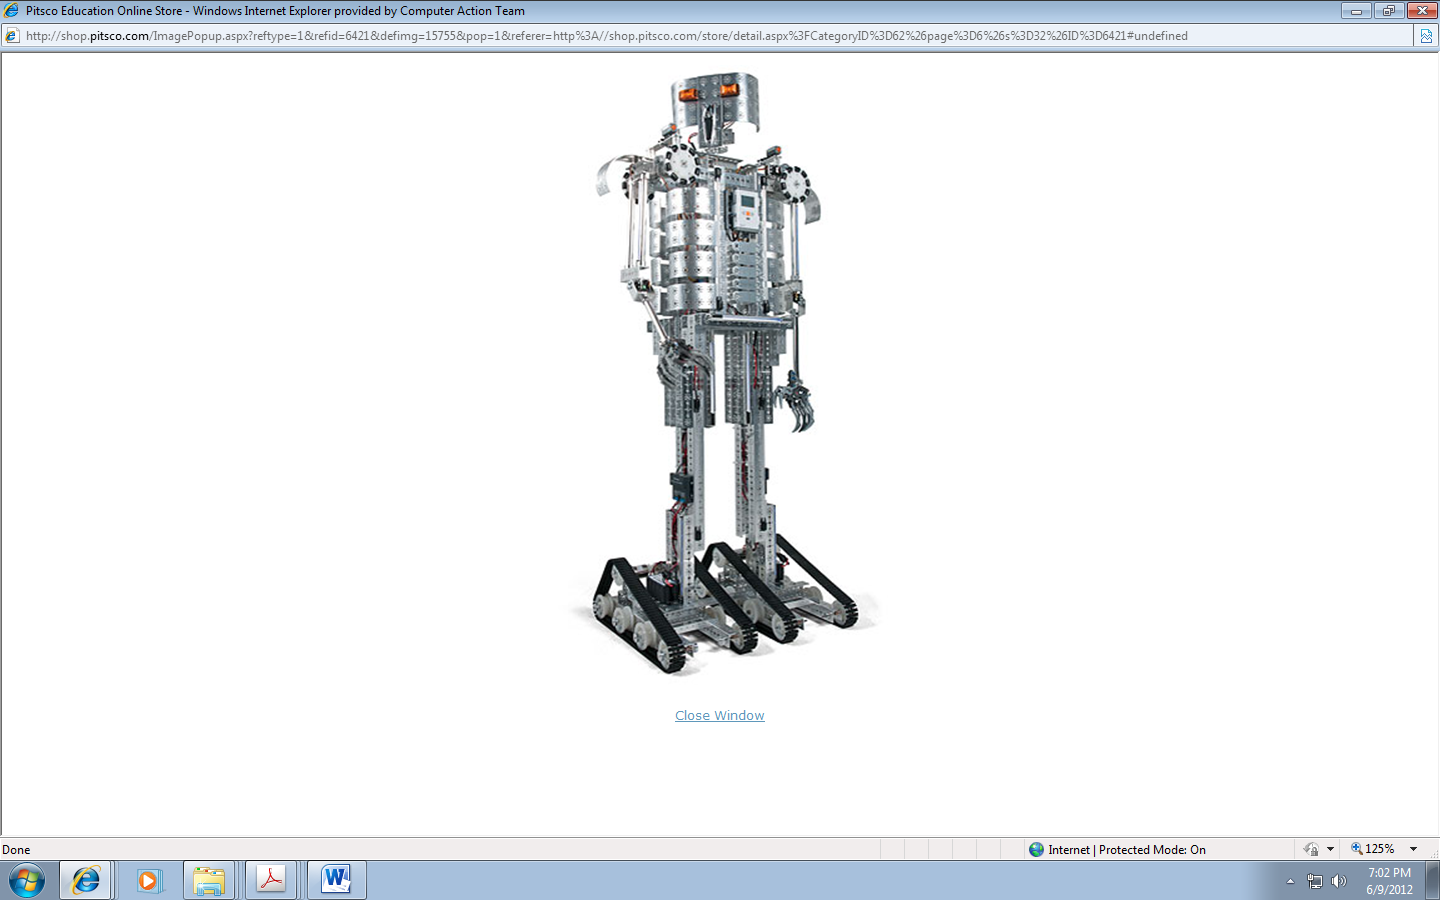 Pitsco Education Online Store - Windows Internet Explorer provided by Computer Action Team
http://shop.pitsco.com/ImagePopup.aspx?reftype=1&refid=6421&defimg=15755&pop=1&referer=http%3A//shop.pitsco.com/store/detail.aspx%3FCategoryID%3D62%26page%3D6%26s%3D32%26ID%3D6421#undefined
Close Window
Done
Internet | Protected Mode: On
125%
7:02 PM
6/9/2012